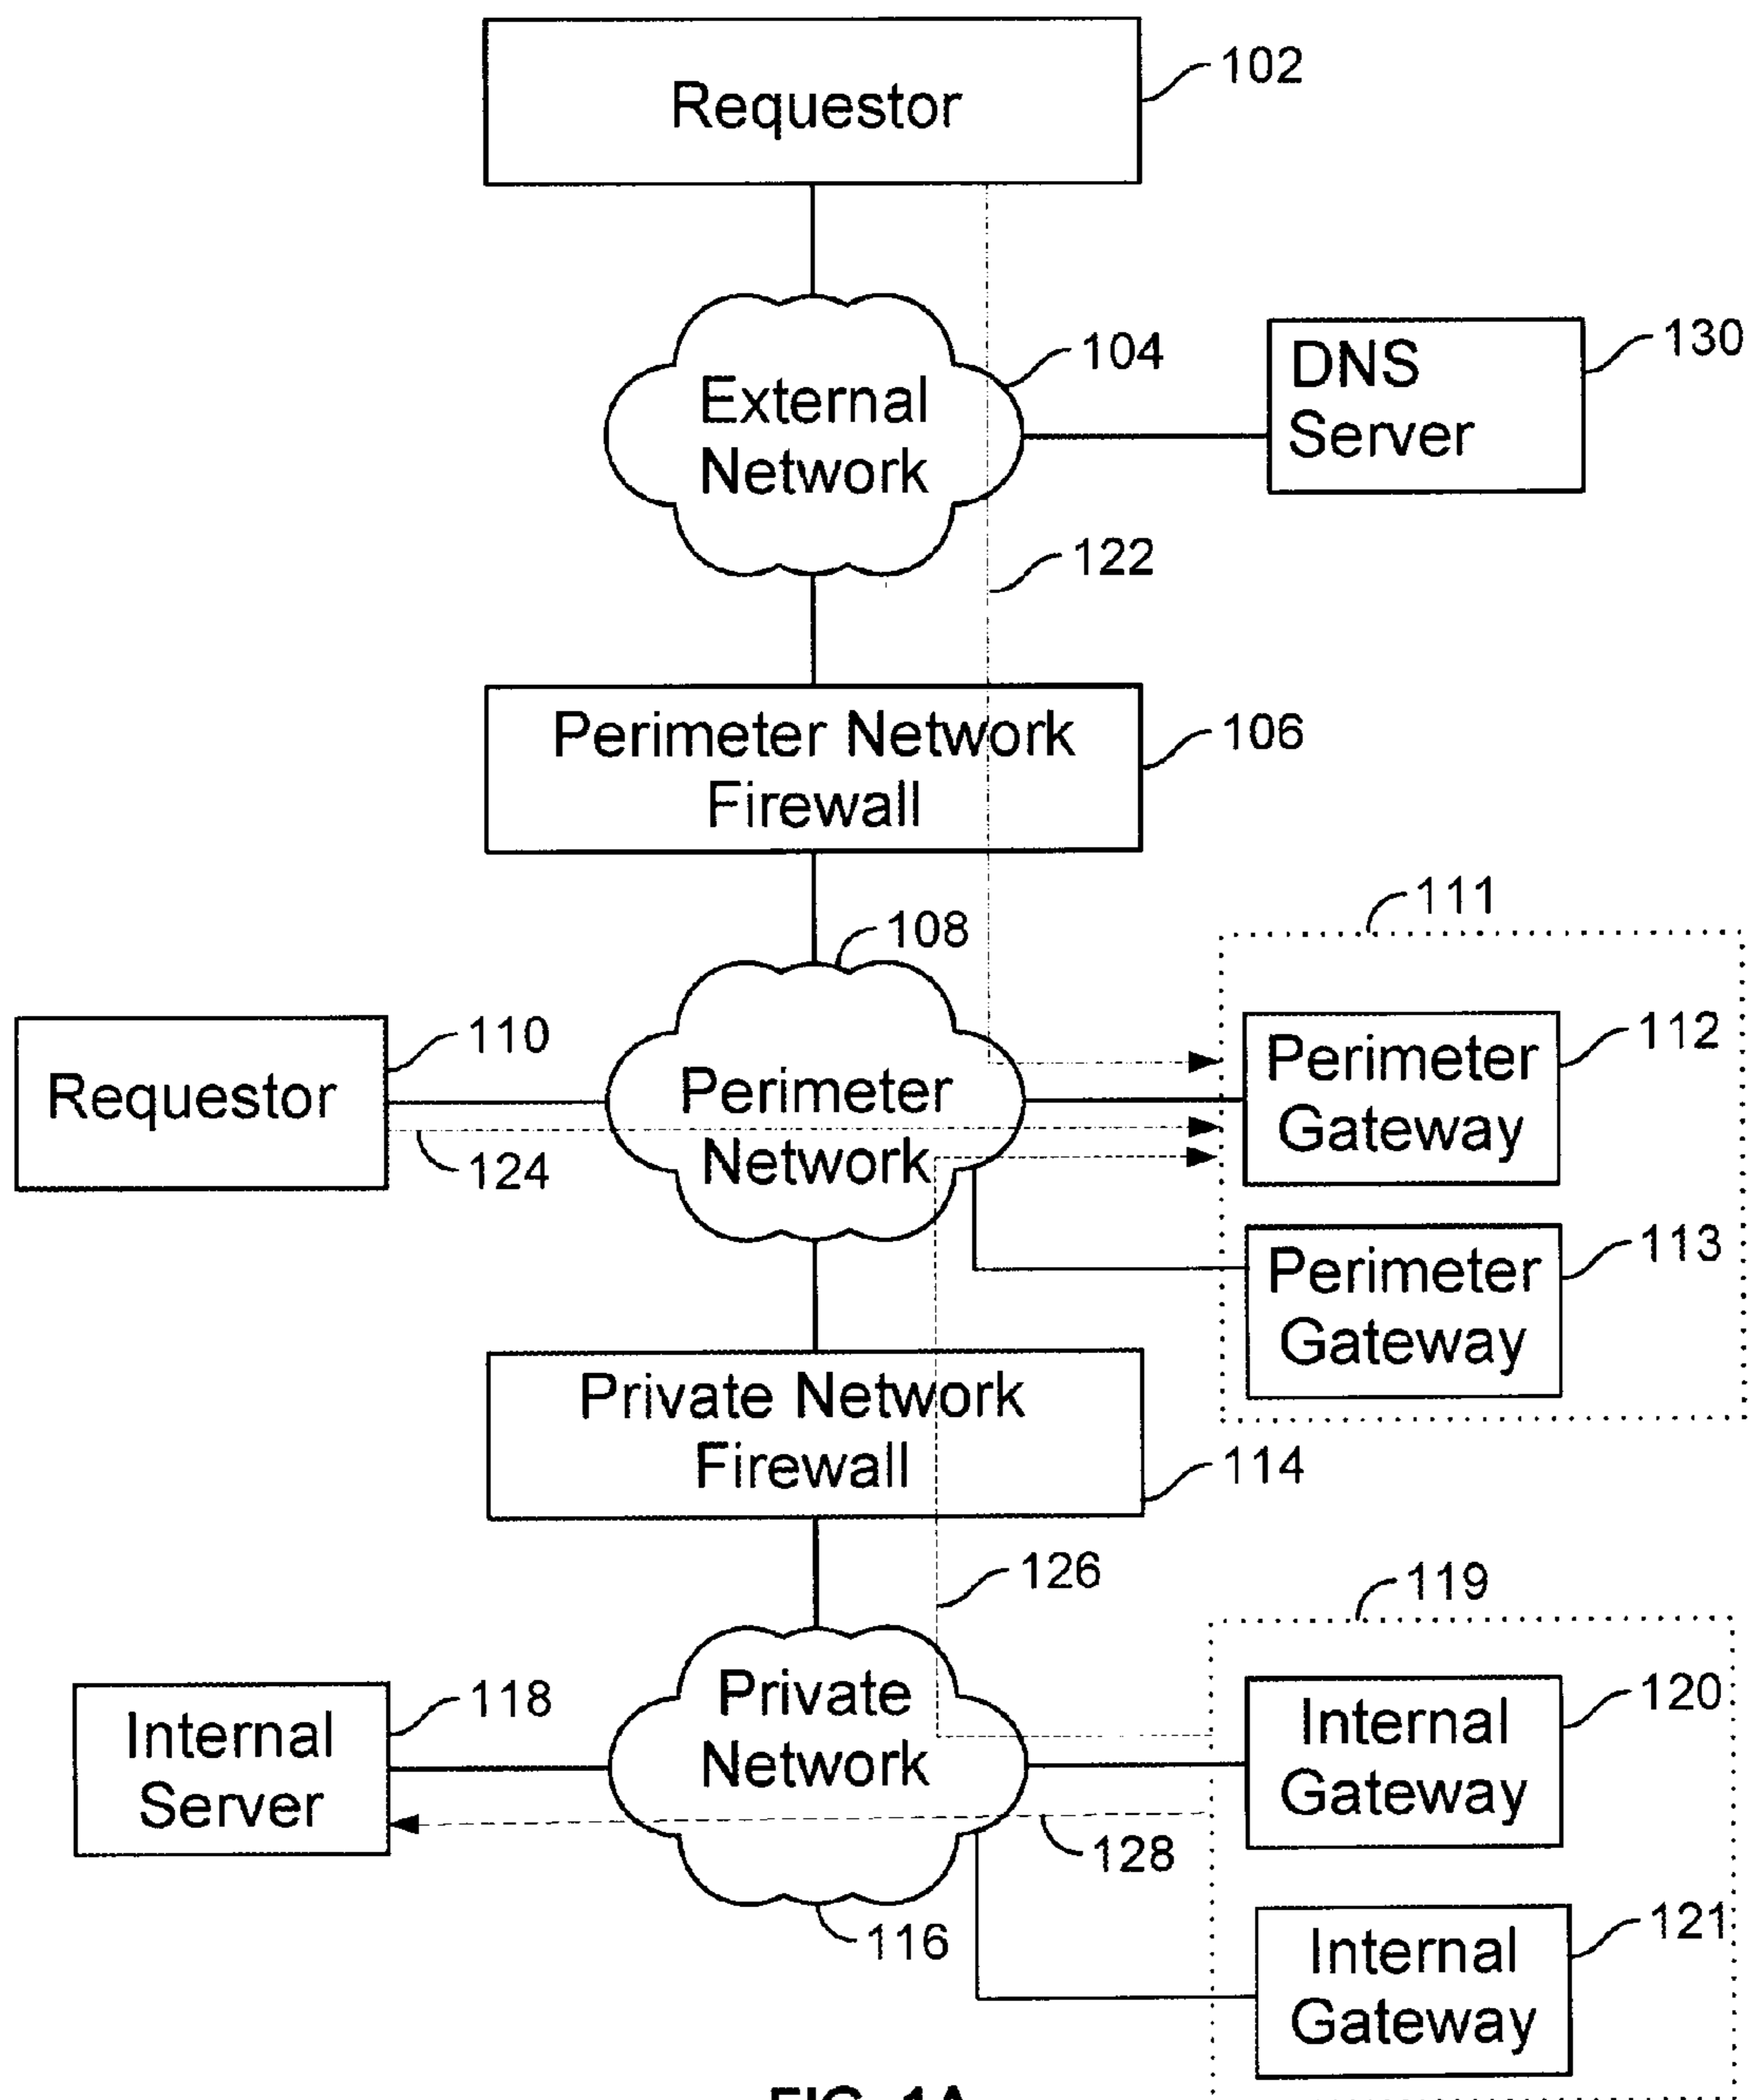 Requestor
102
External
Network
104
DNS
Server
130
122
Perimeter Network
Firewall
106
111
108
Requestor
110
Perimeter
Network
Perimeter
Gateway
112
124
Perimeter
Gateway
113
Private Network
Firewall
114
126
119
Internal
Server
118
Private
Network
Internal
Gateway
120
128
116
Internal
Gateway
121
FIG. 1A